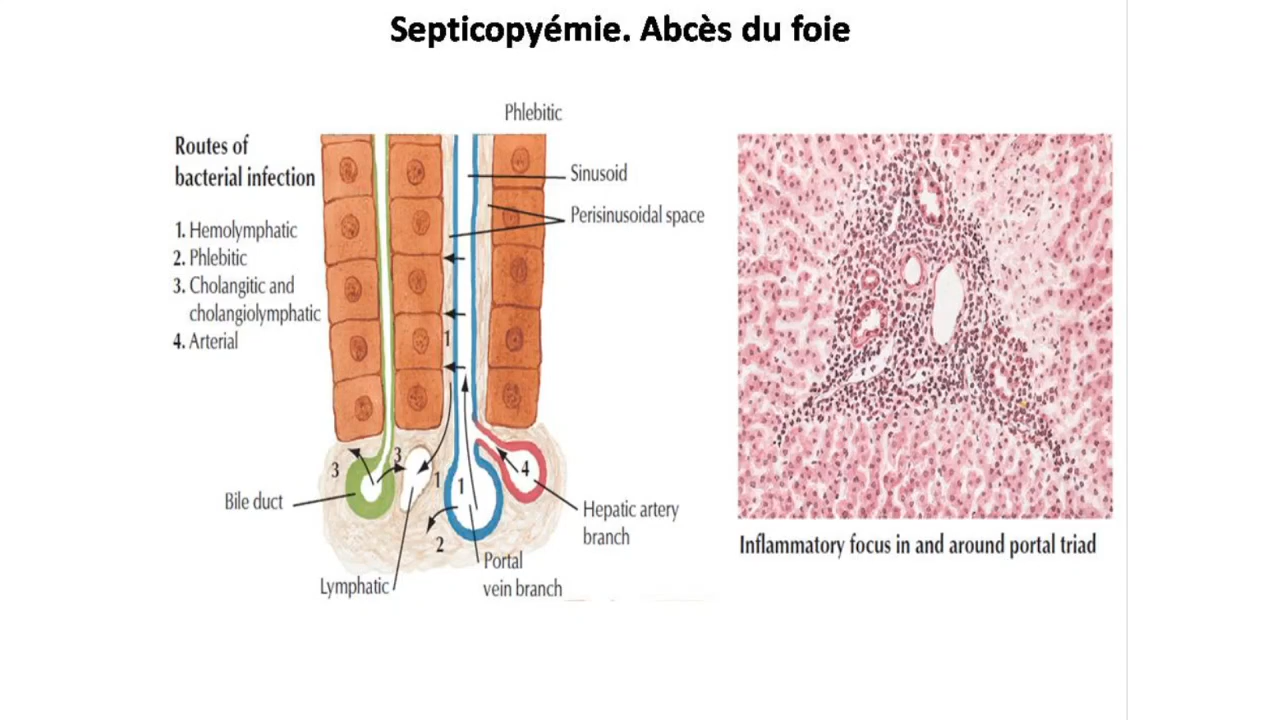 Septicopyémie. Abcès du foie
Phlebitic
Routes of
bacterial infection
1. Hemolymphatic
2. Phlebitic
3. Cholangitic and
cholangiolymphatic
4. Arterial
Sinusoid
Perisinusoidal space
1
3
3
1
1
4
2
Bile duct
Lymphatic
Portal
vein branch
Hepatic artery
branch
Inflammatory focus in and around portal triad